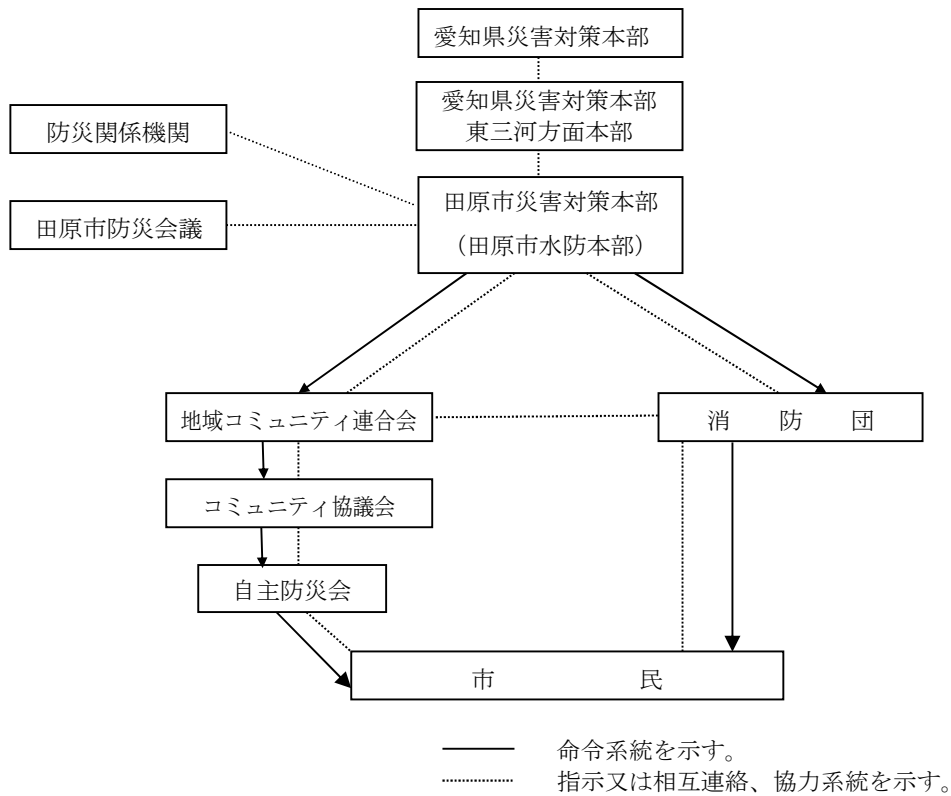 愛知県災害対策本部
愛知県災害対策本部
東三河方面本部
防災関係機関
田原市災害対策本部
(田原市水防本部)
田原市防災会議
地域コミュニティ連合会
消 防 団
コミュニティ協議会
自主防災会
市 民
命令系統を示す。
指示又は相互連絡、協力系統を示す。